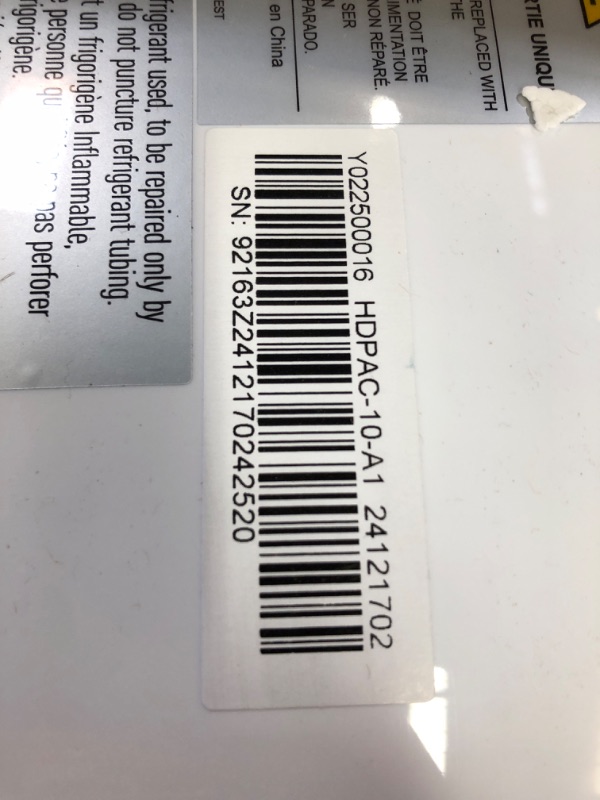 Y022500016 HDPAC-10-A1 24121702
SN: 92163Z2412170242520
REPLACED WITH
THE
RTIE UNIQU
DOIT ÊTRE
IMENTATION
NON RÉPARÉ.
SER
PARADO.
en China
EST
frigerant used, to be repaired only by
do not puncture refrigerant tubing.
t un frigorigène Inflammable,
personne qu
pas perforer
rigorigène.